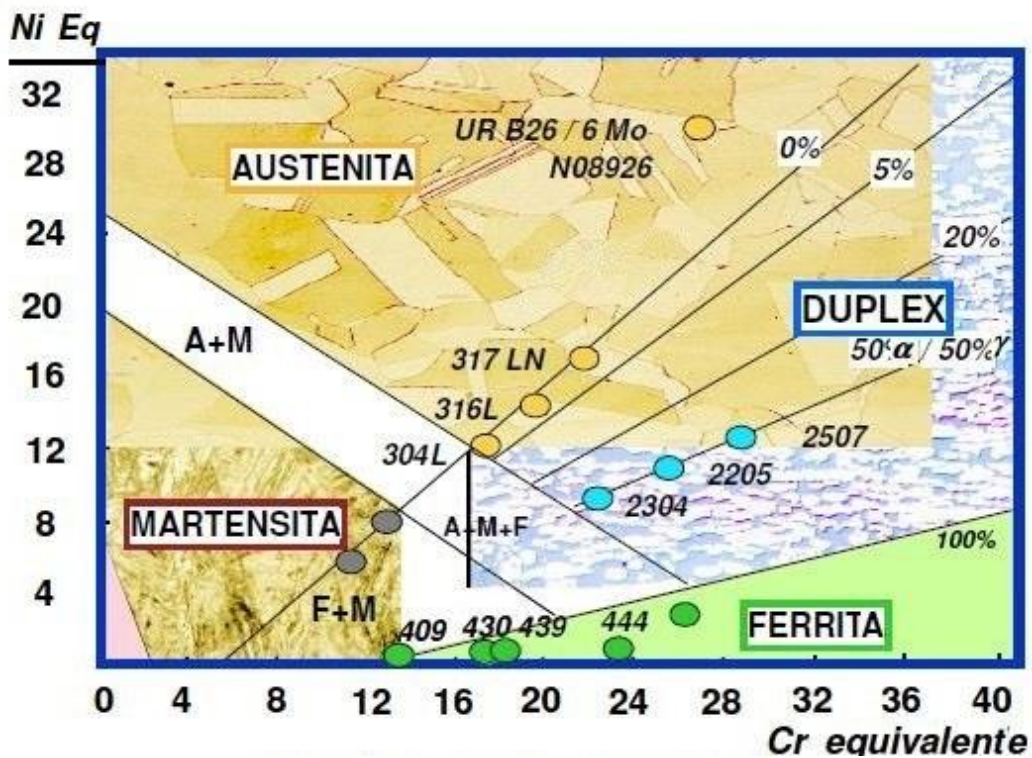 Ni Eq
32
28
24
20
16
12
8
4
UR B26 / 6 Mo
N08926
0%
5%
20%
AUSTENITA
DUPLEX
50%α / 50%γ
A+M
317 LN
316L
304L
2507
2205
2304
MARTENSITA
A+M+F
100%
F+M
409 430 439 444
FERRITA
0 4 8 12 16 20 24 28 32 36 40
Cr equivalente